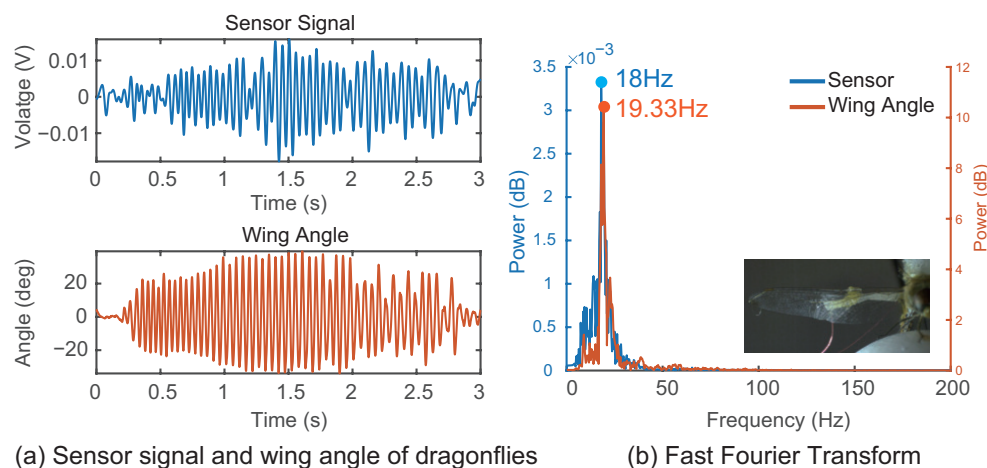 Sensor Signal
Volatge (V)
0.01
0
−0.01
0 0.5 1 1.5 2 2.5 3
Time (s)
Wing Angle
Angle (deg)
20
0
−20
0 0.5 1 1.5 2 2.5 3
Time (s)
(a) Sensor signal and wing angle of dragonflies
×10−3
3.5
3
2.5
2
1.5
1
0.5
0
Power (dB)
18Hz
19.33Hz
Sensor
Wing Angle
12
10
8
6
4
2
0
Power (dB)
0 50 100 150 200
Frequency (Hz)
(b) Fast Fourier Transform